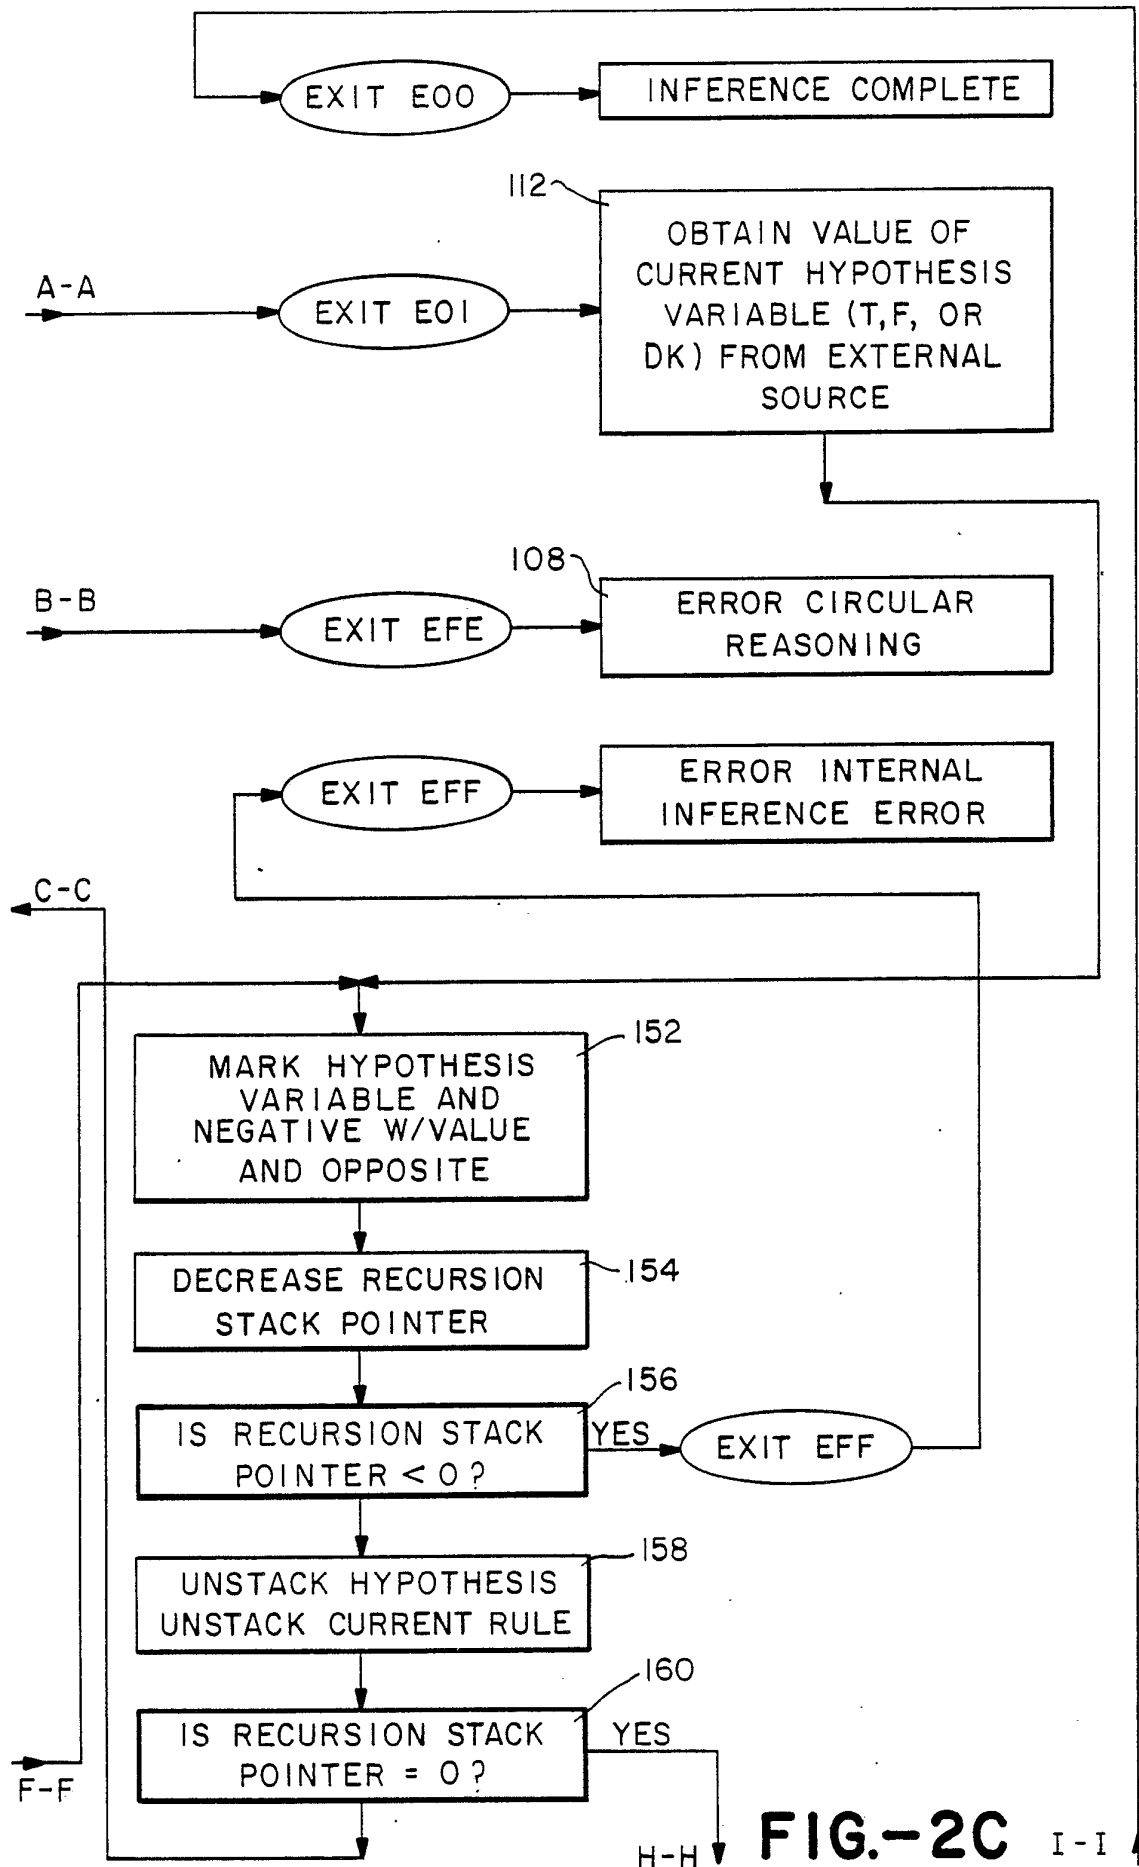 EXIT E00
INFERENCE COMPLETE
112
OBTAIN VALUE OF
CURRENT HYPOTHESIS
VARIABLE (T,F, OR
DK) FROM EXTERNAL
SOURCE
A-A
EXIT E01
108
B-B
EXIT EFE
ERROR CIRCULAR
REASONING
EXIT EFF
ERROR INTERNAL
INFERENCE ERROR
C-C
152
MARK HYPOTHESIS
VARIABLE AND
NEGATIVE W/VALUE
AND OPPOSITE
154
DECREASE RECURSION
STACK POINTER
156
IS RECURSION STACK
POINTER < 0?
YES
EXIT EFF
158
UNSTACK HYPOTHESIS
UNSTACK CURRENT RULE
160
IS RECURSION STACK
POINTER = 0?
YES
F-F
H-H
FIG.-2C
I-I